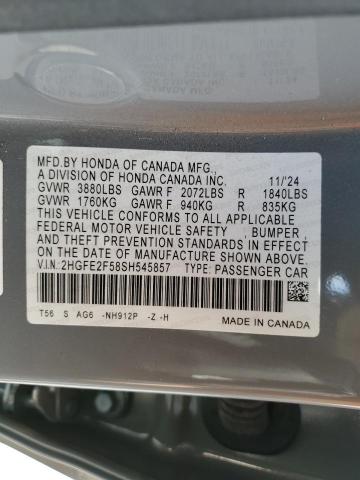 MFD.BY HONDA OF CANADA MFG.,
A DIVISION OF HONDA CANADA INC. 11/'24
GVWR 3880LBS GAWR F 2072LBS R 1840LBS
GVWR 1760KG GAWR F 940KG R 835KG
THIS VEHICLE CONFORMS TO ALL APPLICABLE
FEDERAL MOTOR VEHICLE SAFETY , BUMPER ,
AND THEFT PREVENTION STANDARDS IN EFFECT
ON THE DATE OF MANUFACTURE SHOWN ABOVE.
V.I.N: 2HGFE2F58SH545857 TYPE: PASSENGER CAR
T56 S AG6 -NH912P -Z -H
MADE IN CANADA